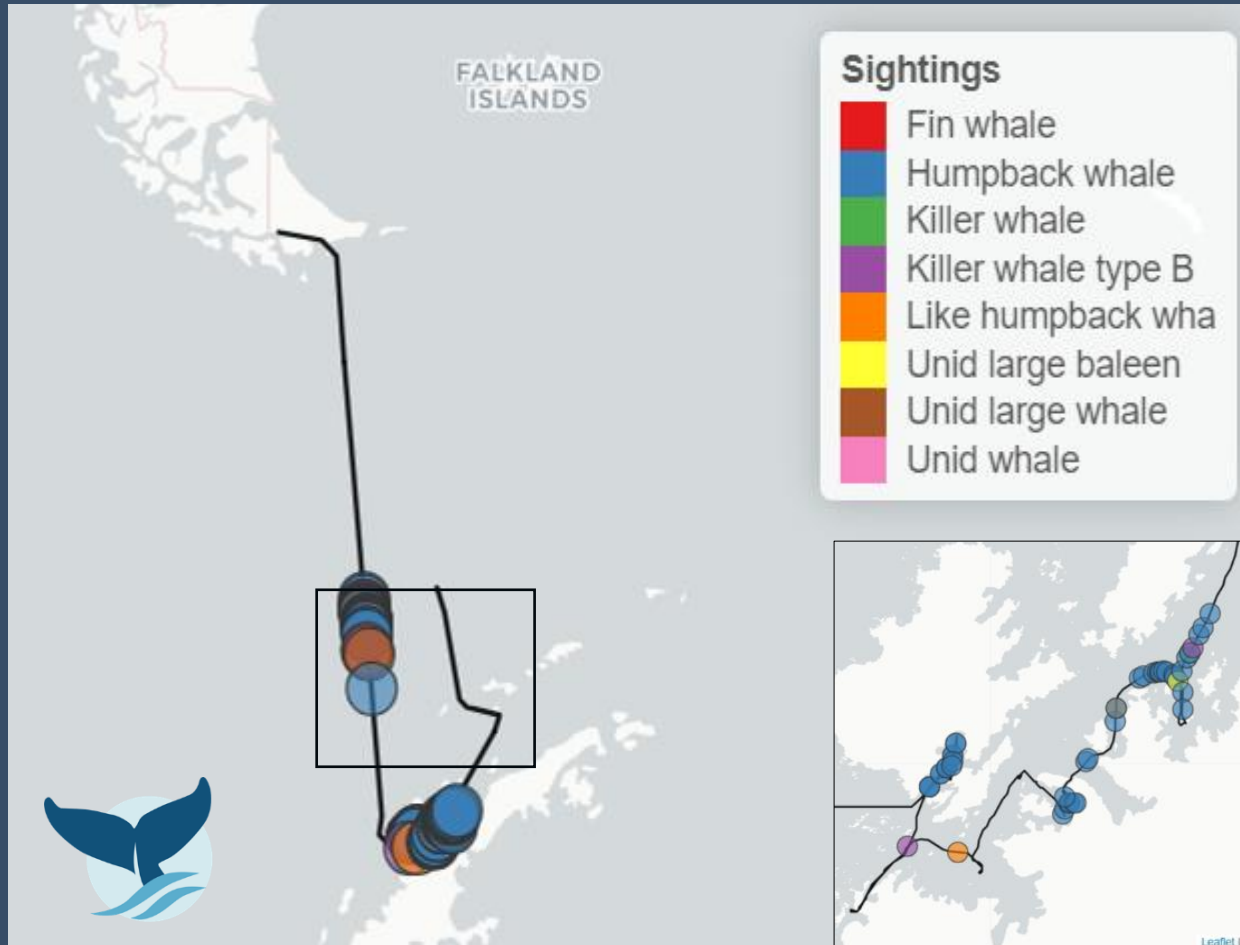 FALKLAND
ISLANDS
Sightings
Fin whale
Humpback whale
Killer whale
Killer whale type B
Like humpback wha
Unid large baleen
Unid large whale
Unid whale
Leaflet